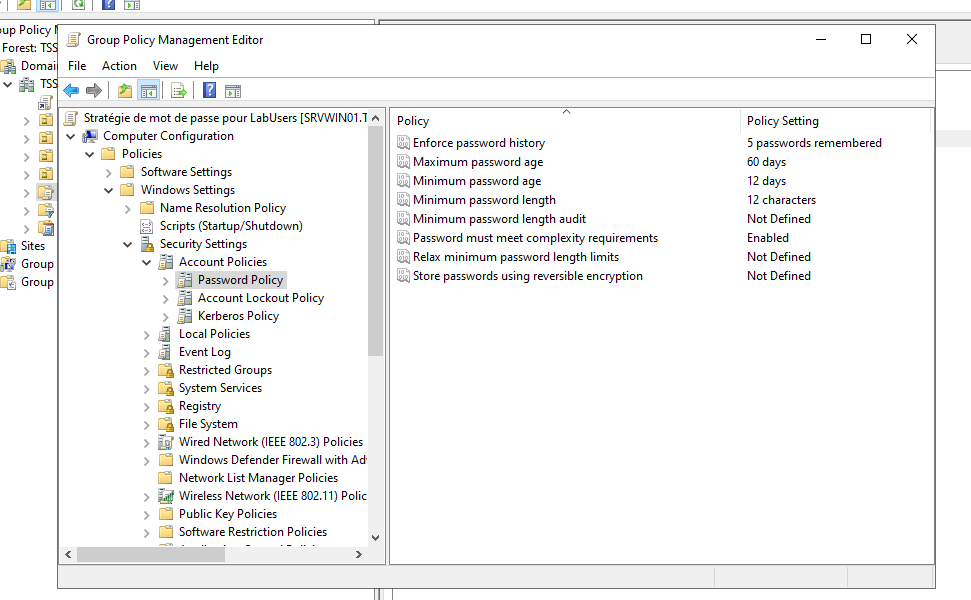 Group Policy Management Editor
File Action View Help
oup Policy M
Forest: TSS
Domai
TSS
Sites
Group
Group
Stratégie de mot de passe pour LabUsers [SRVWIN01.T
Computer Configuration
Policies
Software Settings
Windows Settings
Name Resolution Policy
Scripts (Startup/Shutdown)
Security Settings
Account Policies
Password Policy
Account Lockout Policy
Kerberos Policy
Local Policies
Event Log
Restricted Groups
System Services
Registry
File System
Wired Network (IEEE 802.3) Policies
Windows Defender Firewall with Adv
Network List Manager Policies
Wireless Network (IEEE 802.11) Polic
Public Key Policies
Software Restriction Policies
Policy Policy Setting
Enforce password history 5 passwords remembered
Maximum password age 60 days
Minimum password age 12 days
Minimum password length 12 characters
Minimum password length audit Not Defined
Password must meet complexity requirements Enabled
Relax minimum password length limits Not Defined
Store passwords using reversible encryption Not Defined